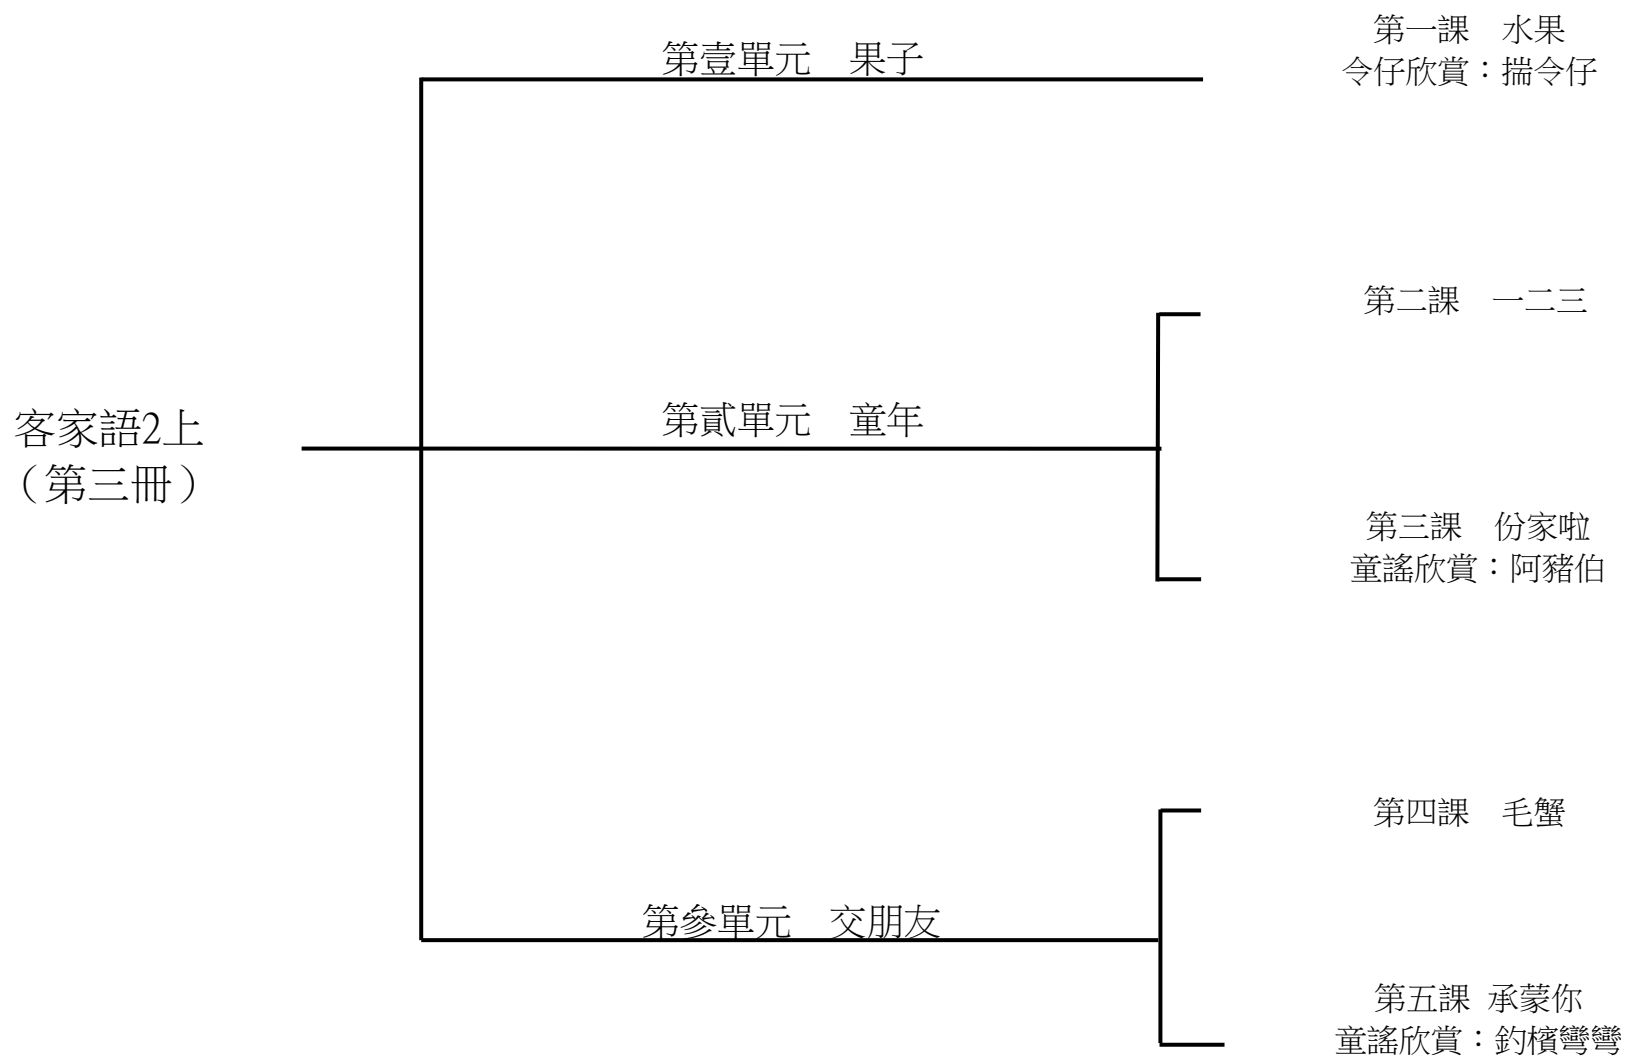 客家語2上
（第三冊）
第壹單元　果子
第一課　水果
令仔欣賞：揣令仔
第貳單元　童年
第二課　一二三
第三課　份家啦
童謠欣賞：阿豬伯
第參單元　交朋友
第四課　毛蟹
第五課 承蒙你
童謠欣賞：釣檳彎彎